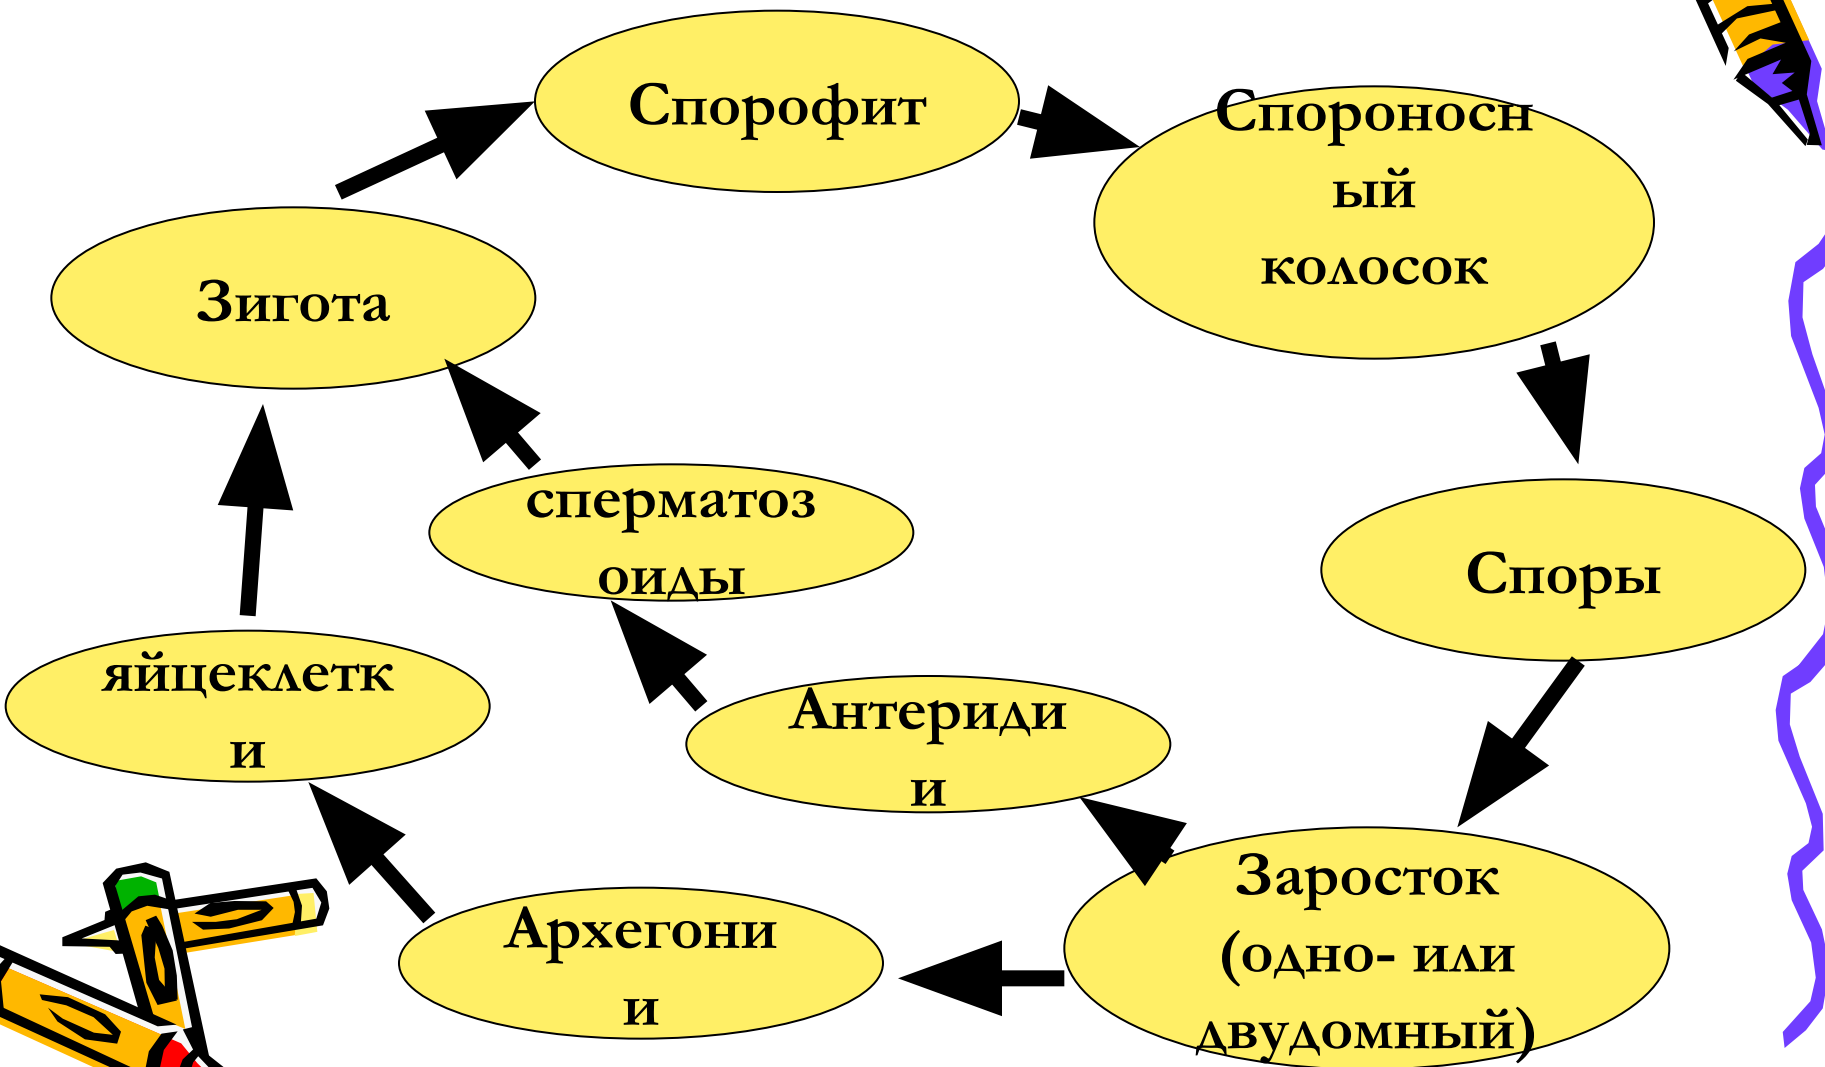 Спорофит
Спороносн
ый
колосок
Зигота
сперматоз
оиды
Споры
яйцеклетк
и
Антериди
и
Заросток
(одно- или
двудомный)
Архегони
и